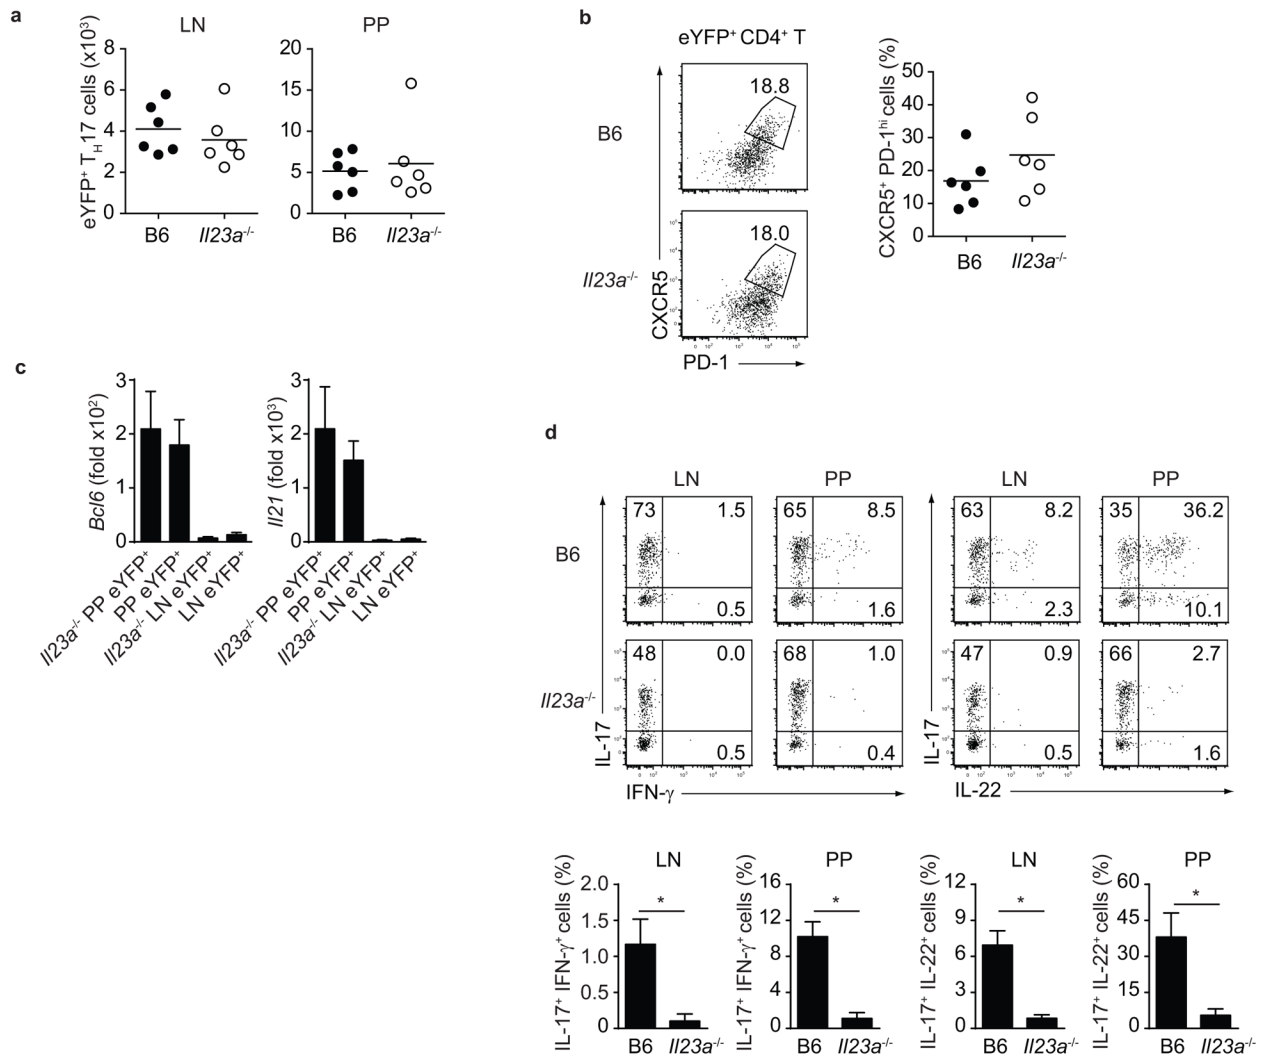 a
LN
PP
eYFP⁺ T_H17 cells (x10³)
8
6
4
2
0
B6
Il23a⁻/⁻
20
15
10
5
0
B6
Il23a⁻/⁻
b
eYFP⁺ CD4⁺ T
B6
18.8
Il23a⁻/⁻
18.0
CXCR5
PD-1
CXCR5⁺ PD-1ʰⁱ cells (%)
50
40
30
20
10
0
B6
Il23a⁻/⁻
c
Bcl6 (fold x10²)
3
2
1
0
Il23a⁻/⁻ PP eYFP⁺
PP eYFP⁺
Il23a⁻/⁻ LN eYFP⁺
LN eYFP⁺
Il21 (fold x10³)
3
2
1
0
Il23a⁻/⁻ PP eYFP⁺
PP eYFP⁺
Il23a⁻/⁻ LN eYFP⁺
LN eYFP⁺
d
LN PP LN PP
B6
73 1.5
0.5
65 8.5
1.6
63 8.2
2.3
35 36.2
10.1
Il23a⁻/⁻
48 0.0
0.5
68 1.0
0.4
47 0.9
0.5
66 2.7
1.6
IL-17
IFN-γ
IL-17
IL-22
LN
IL-17⁺ IFN-γ⁺ cells (%)
2.0
1.5
1.0
0.5
0
*
B6 Il23a⁻/⁻
PP
IL-17⁺ IFN-γ⁺ cells (%)
16
12
8
4
0
*
B6 Il23a⁻/⁻
LN
IL-17⁺ IL-22⁺ cells (%)
12
9
6
3
0
*
B6 Il23a⁻/⁻
PP
IL-17⁺ IL-22⁺ cells (%)
60
45
30
15
0
*
B6 Il23a⁻/⁻